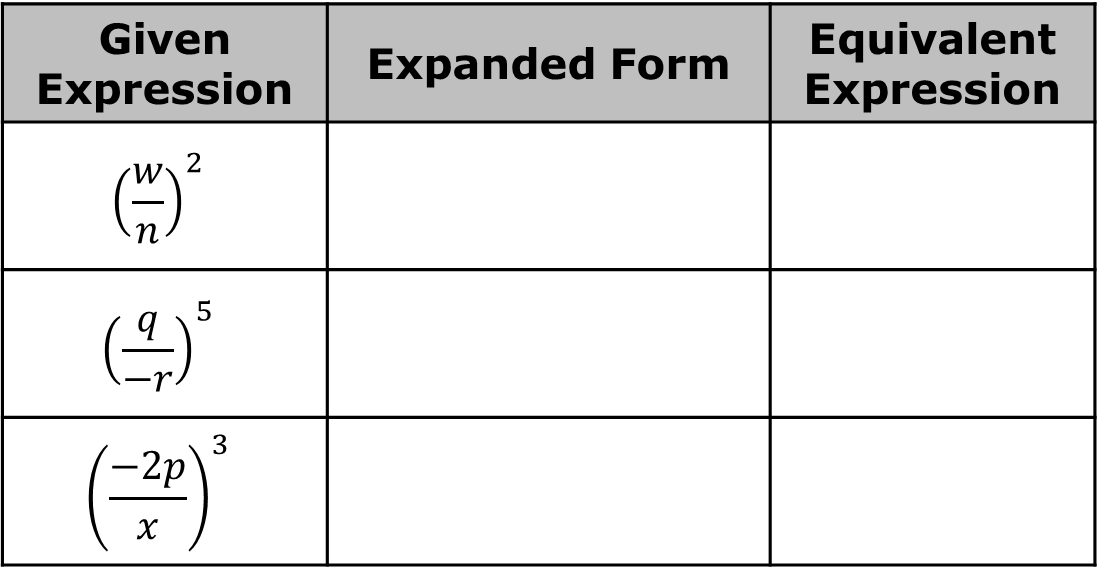 Given Expression
Expanded Form
Equivalent Expression
(w/n)^2
(q/-r)^5
(-2p/x)^3